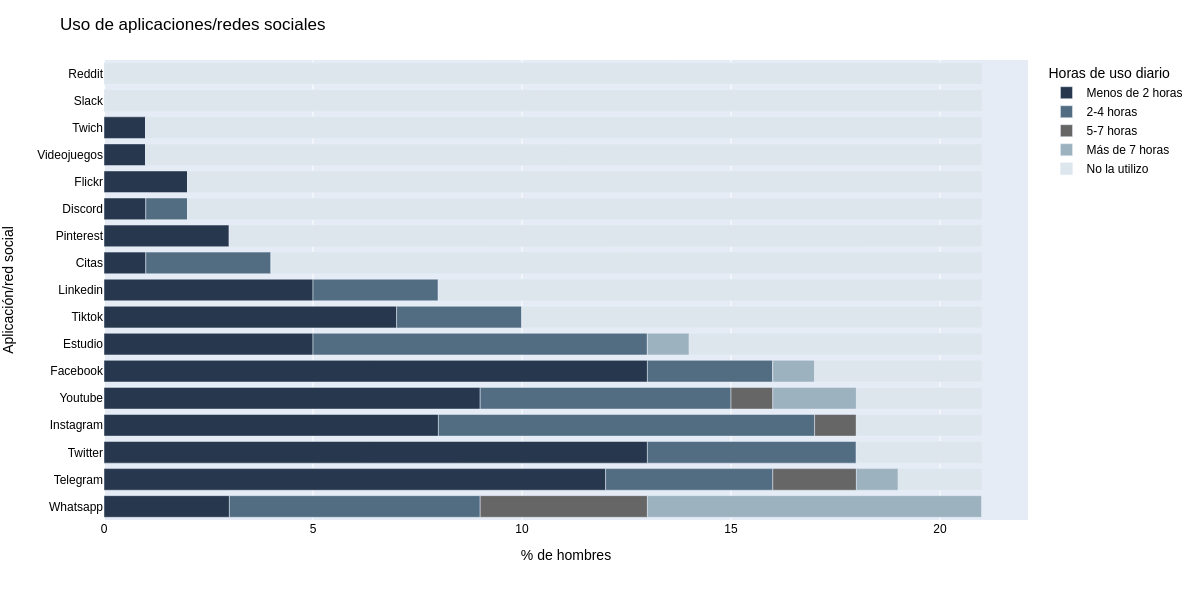 Uso de aplicaciones/redes sociales
Horas de uso diario
Menos de 2 horas
2-4 horas
5-7 horas
Más de 7 horas
No la utilizo
Aplicación/red social
Reddit
Slack
Twich
Videojuegos
Flickr
Discord
Pinterest
Citas
Linkedin
Tiktok
Estudio
Facebook
Youtube
Instagram
Twitter
Telegram
Whatsapp
0 5 10 15 20
% de hombres